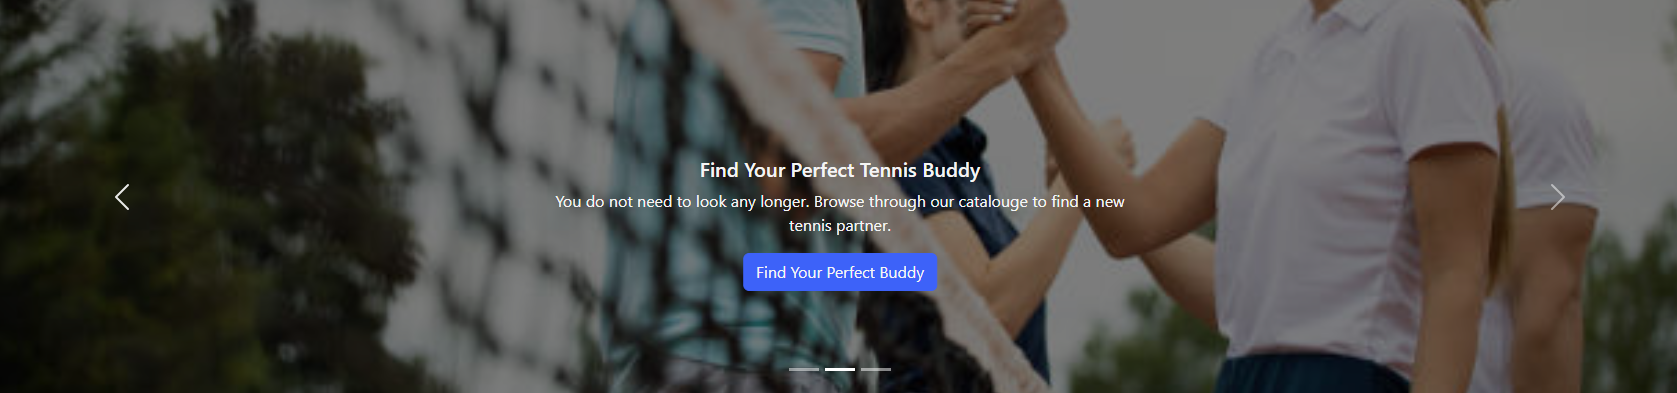 Find Your Perfect Tennis Buddy
You do not need to look any longer. Browse through our catalouge to find a new
tennis partner.
Find Your Perfect Buddy